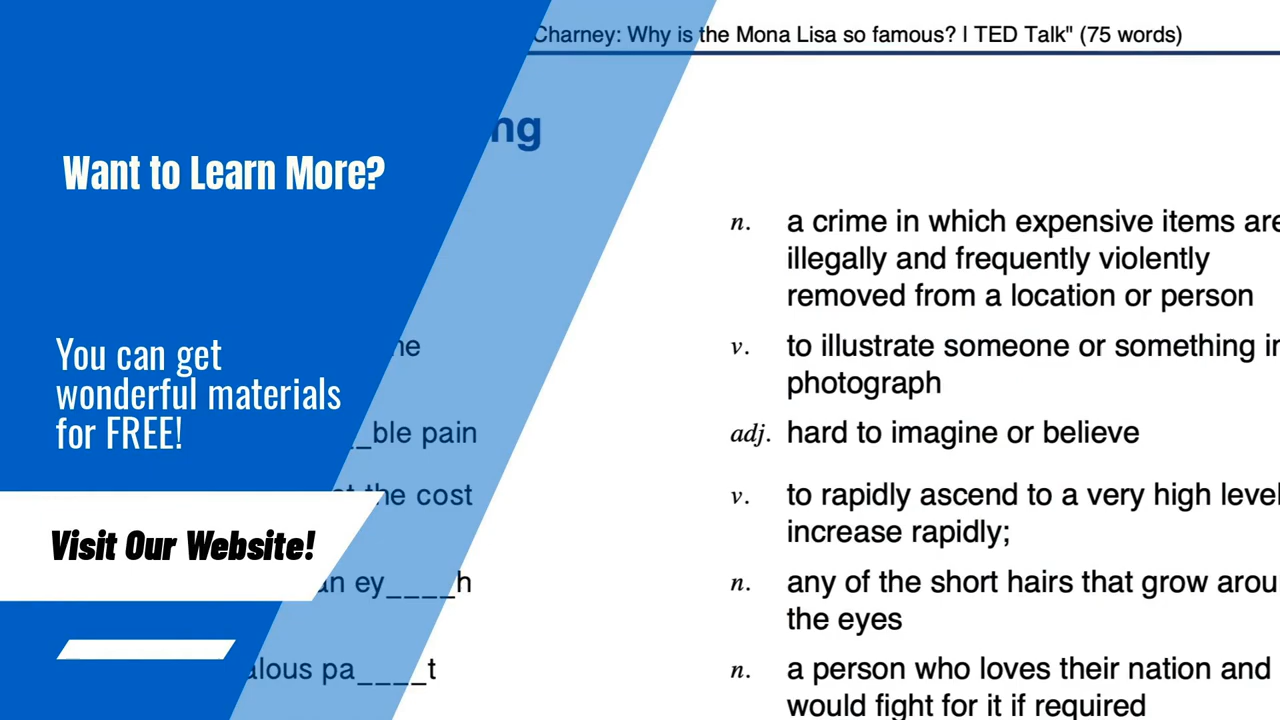 Charney: Why is the Mona Lisa so famous? | TED Talk" (75 words)
ng
Want to Learn More?
You can get
wonderful materials
for FREE!
Visit Our Website!
n. a crime in which expensive items are
illegally and frequently violently
removed from a location or person
he v. to illustrate someone or something in
photograph
_ble pain adj. hard to imagine or believe
the cost v. to rapidly ascend to a very high level
increase rapidly;
an ey____h n. any of the short hairs that grow arou
the eyes
alous pa____t n. a person who loves their nation and
would fight for it if required